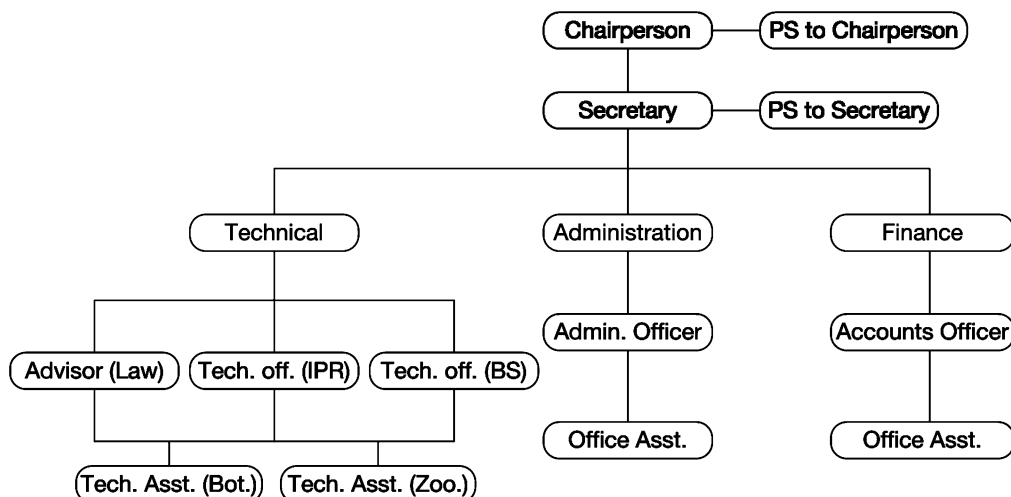 Chairperson
PS to Chairperson
Secretary
PS to Secretary
Technical
Administration
Finance
Admin. Officer
Accounts Officer
Advisor (Law)
Tech. off. (IPR)
Tech. off. (BS)
Office Asst.
Office Asst.
Tech. Asst. (Bot.)
Tech. Asst. (Zoo.)